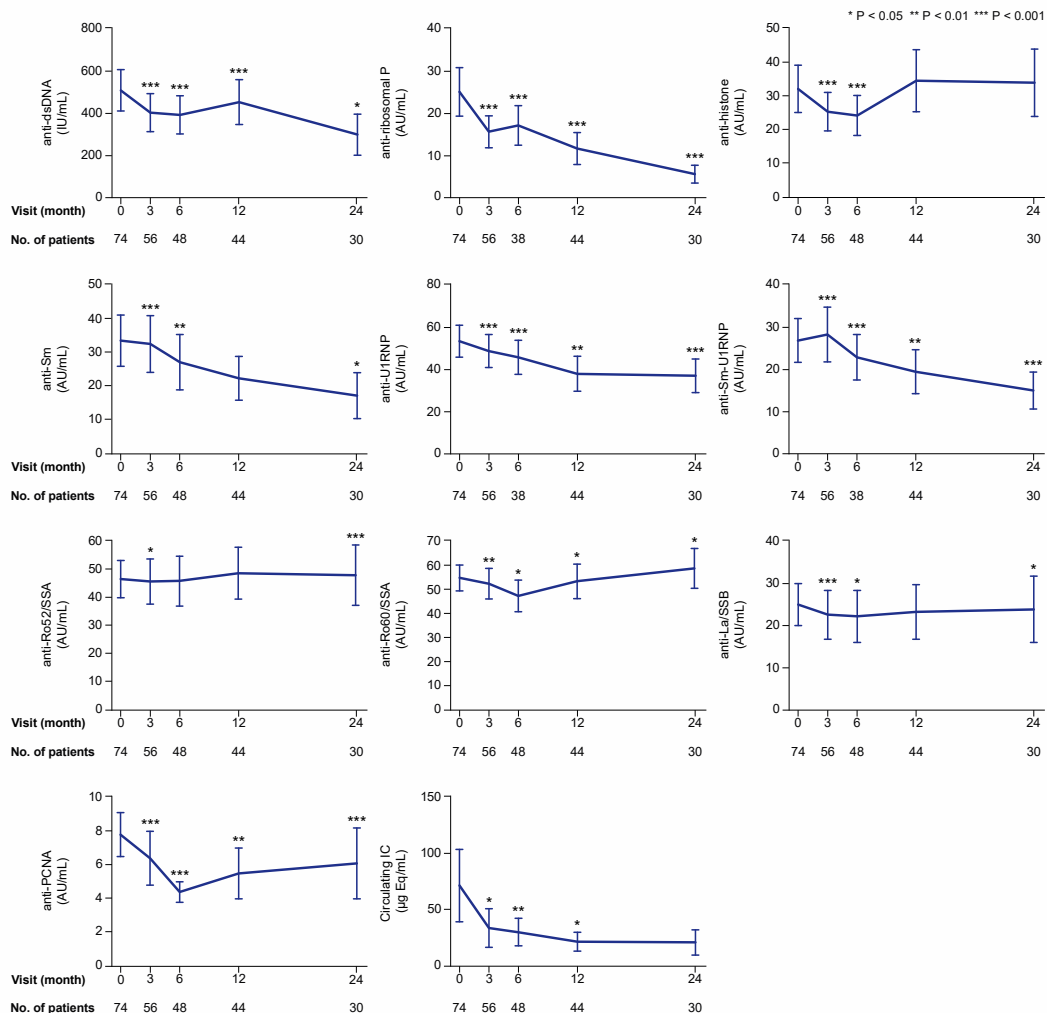 * P < 0.05 ** P < 0.01 *** P < 0.001
anti-dsDNA
(IU/mL)
800
600
400
200
0
*** *** *** *
Visit (month) 0 3 6 12 24
No. of patients 74 56 48 44 30
anti-ribosomal P
(AU/mL)
40
30
20
10
0
*** *** *** ***
0 3 6 12 24
74 56 38 44 30
anti-histone
(AU/mL)
50
40
30
20
10
0
*** ***
0 3 6 12 24
74 56 48 44 30
anti-Sm
(AU/mL)
50
40
30
20
10
0
*** ** *
Visit (month) 0 3 6 12 24
No. of patients 74 56 48 44 30
anti-U1RNP
(AU/mL)
80
60
40
20
0
*** *** ** ***
0 3 6 12 24
74 56 38 44 30
anti-Sm-U1RNP
(AU/mL)
40
30
20
10
0
*** *** ** ***
0 3 6 12 24
74 56 38 44 30
anti-Ro52/SSA
(AU/mL)
60
50
40
30
20
10
0
* ***
Visit (month) 0 3 6 12 24
No. of patients 74 56 48 44 30
anti-Ro60/SSA
(AU/mL)
70
60
50
40
30
20
10
0
** * * *
0 3 6 12 24
74 56 48 44 30
anti-La/SSB
(AU/mL)
40
30
20
10
0
*** * *
0 3 6 12 24
74 56 48 44 30
anti-PCNA
(AU/mL)
10
8
6
4
2
0
*** *** ** ***
Visit (month) 0 3 6 12 24
No. of patients 74 56 48 44 30
Circulating IC
(µg Eq/mL)
150
100
50
0
* ** *
0 3 6 12 24
74 56 48 44 30